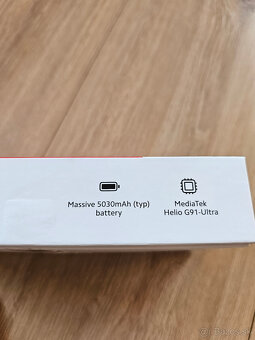 Massive 5030mAh (typ)
battery
MediaTek
Helio G91-Ultra